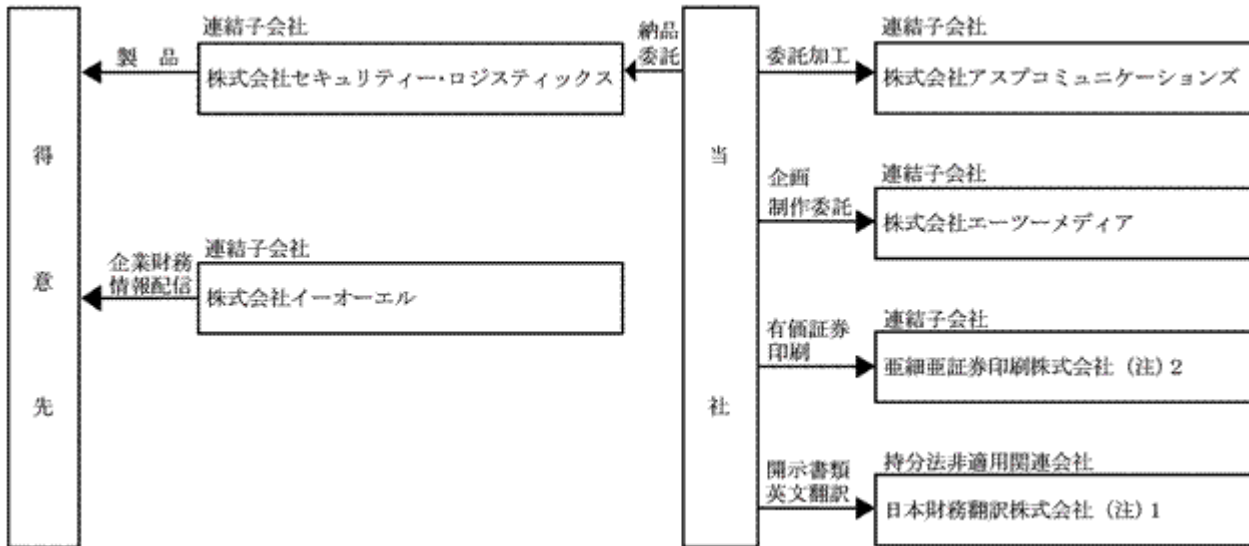 得意先
連結子会社
製 品
株式会社セキュリティー・ロジスティックス
納品
委託
連結子会社
企業財務
情報配信
株式会社イーオーエル
当社
連結子会社
委託加工
株式会社アスプコミュニケーションズ
連結子会社
企画
制作委託
株式会社エーツーメディア
連結子会社
有価証券
印刷
亜細亜証券印刷株式会社 (注) 2
持分法非適用関連会社
開示書類
英文翻訳
日本財務翻訳株式会社 (注) 1